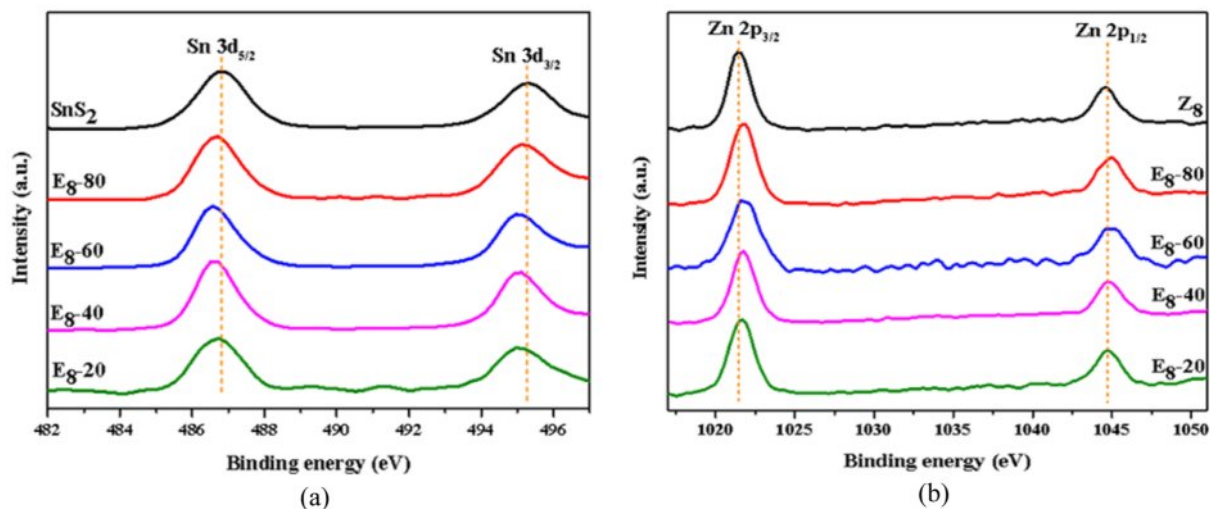 Sn 3d5/2
Sn 3d3/2
SnS2
E8-80
E8-60
E8-40
E8-20
Intensity (a.u.)
482 484 486 488 490 492 494 496
Binding energy (eV)
(a)
Zn 2p3/2
Zn 2p1/2
Z8
E8-80
E8-60
E8-40
E8-20
Intensity (a.u.)
1020 1025 1030 1035 1040 1045 1050
Binding energy (eV)
(b)